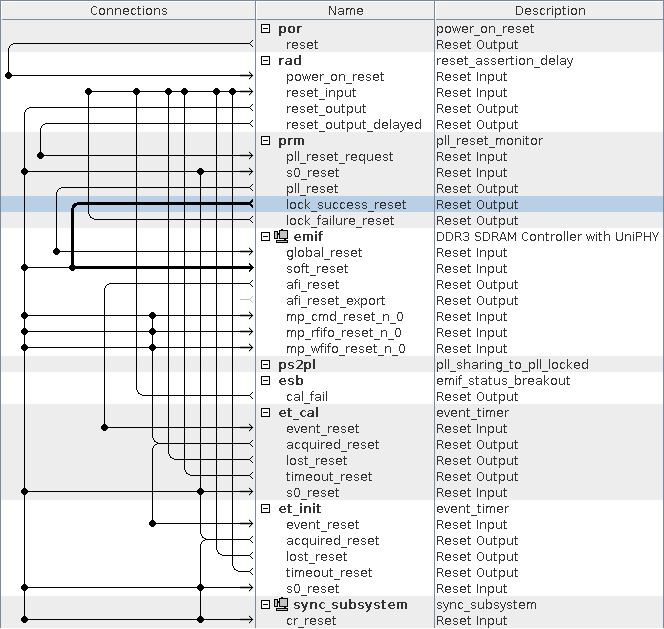 Connections Name Description
por power_on_reset
reset Reset Output
rad reset_assertion_delay
power_on_reset Reset Input
reset_input Reset Input
reset_output Reset Output
reset_output_delayed Reset Output
prm pll_reset_monitor
pll_reset_request Reset Input
s0_reset Reset Input
pll_reset Reset Output
lock_success_reset Reset Output
lock_failure_reset Reset Output
emif DDR3 SDRAM Controller with UniPHY
global_reset Reset Input
soft_reset Reset Input
afi_reset Reset Output
afi_reset_export Reset Output
mp_cmd_reset_n_0 Reset Input
mp_rfifo_reset_n_0 Reset Input
mp_wfifo_reset_n_0 Reset Input
ps2pl pll_sharing_to_pll_locked
esb emif_status_breakout
cal_fail Reset Output
et_cal event_timer
event_reset Reset Input
acquired_reset Reset Output
lost_reset Reset Output
timeout_reset Reset Output
s0_reset Reset Input
et_init event_timer
event_reset Reset Input
acquired_reset Reset Output
lost_reset Reset Output
timeout_reset Reset Output
s0_reset Reset Input
sync_subsystem sync_subsystem
cr_reset Reset Input